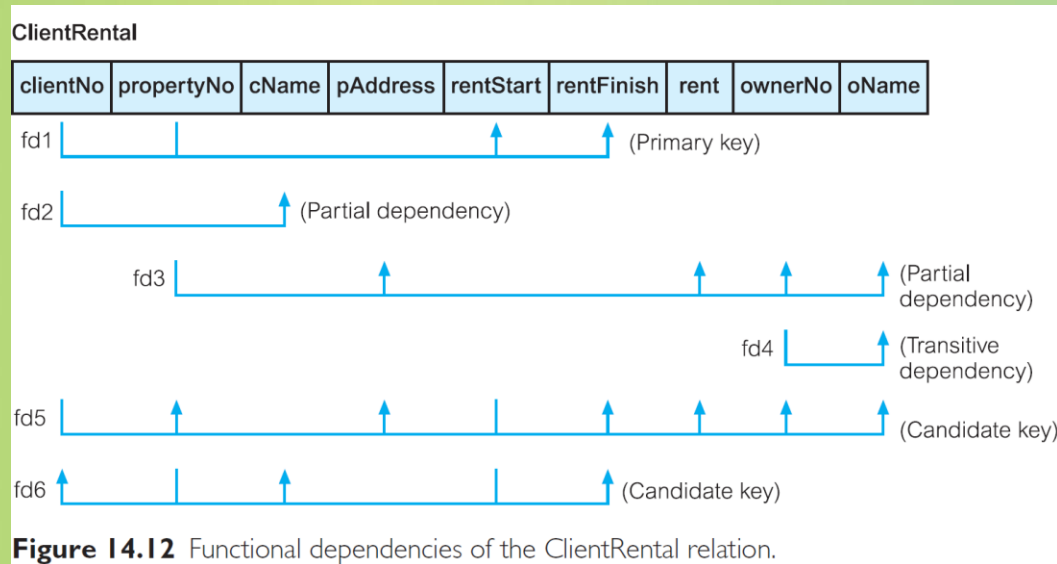 ClientRental
clientNo propertyNo cName pAddress rentStart rentFinish rent ownerNo oName
fd1 (Primary key)
fd2 (Partial dependency)
fd3 (Partial
dependency)
fd4 (Transitive
dependency)
fd5 (Candidate key)
fd6 (Candidate key)
Figure 14.12 Functional dependencies of the ClientRental relation.